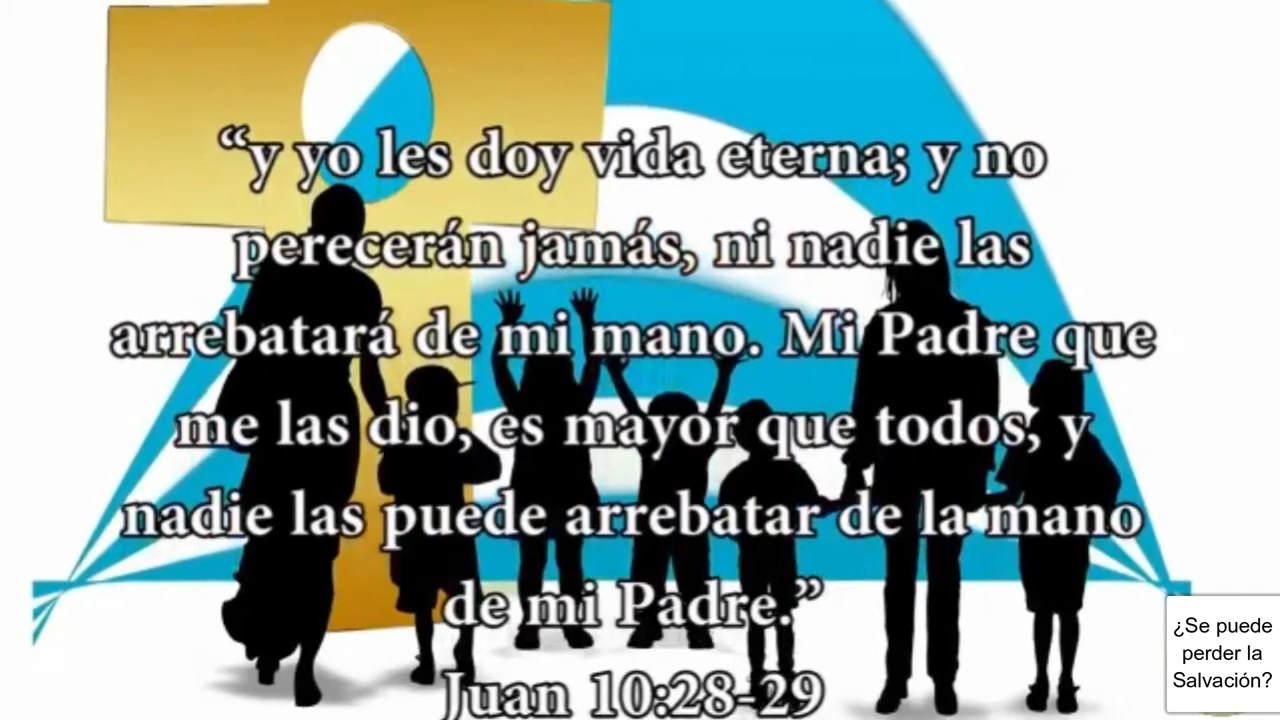 “y yo les doy vida eterna; y no
perecerán jamás, ni nadie las
arrebatará de mi mano. Mi Padre que
me las dio, es mayor que todos, y
nadie las puede arrebatar de la mano
de mi Padre.”
Juan 10:28-29
¿Se puede
perder la
Salvación?